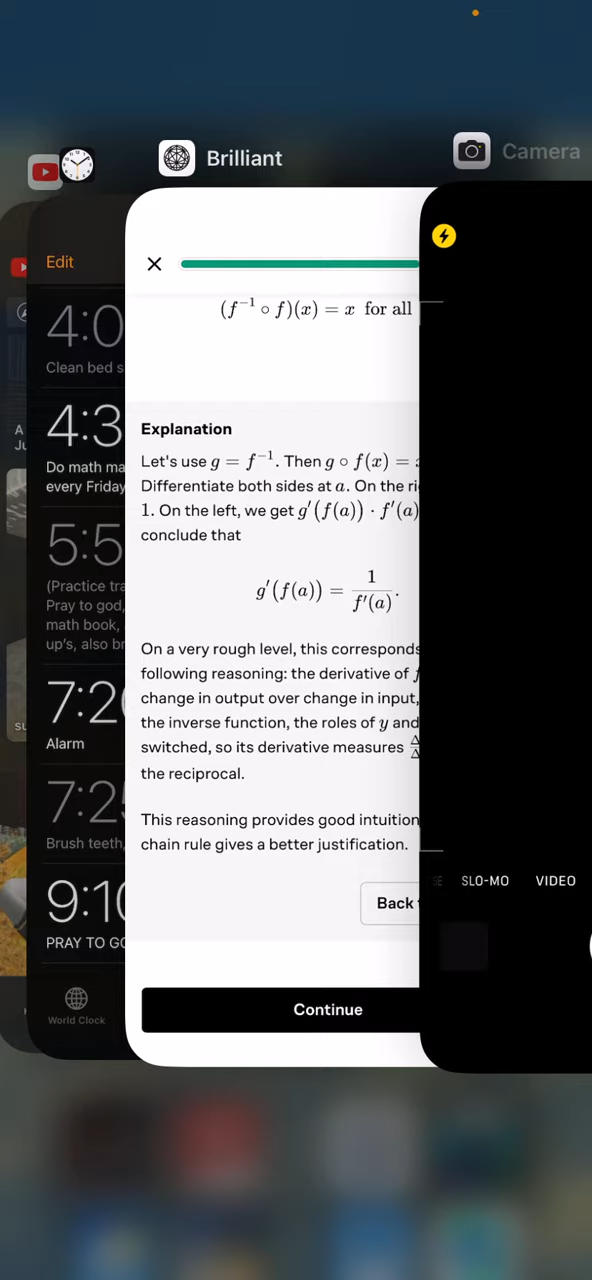 Brilliant
Camera
Edit
4:0
Clean bed s
4:3
Do math ma
every Friday
5:5
(Practice tra
Pray to god,
math book,
up's, also br
7:20
Alarm
7:25
Brush teeth,
9:10
PRAY TO GO
World Clock
(f⁻¹ ∘ f)(x) = x for all
Explanation
Let's use g = f⁻¹. Then g ∘ f(x) =
Differentiate both sides at a. On the ri
1. On the left, we get g′(f(a)) · f′(a)
conclude that
g′(f(a)) = 1/f′(a).
On a very rough level, this corresponds
following reasoning: the derivative of f
change in output over change in input,
the inverse function, the roles of y and
switched, so its derivative measures Δ/Δ
the reciprocal.
This reasoning provides good intuition
chain rule gives a better justification.
Back
Continue
SLO-MO
VIDEO